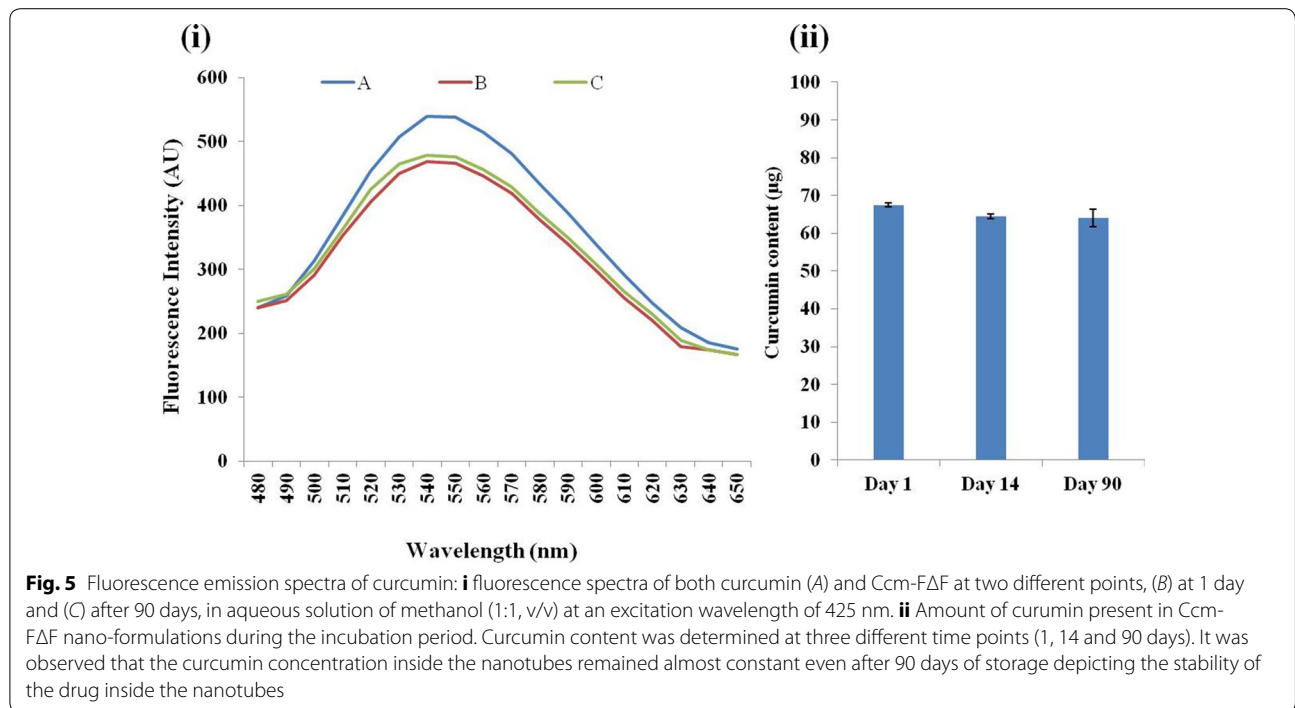 (i)
600
500
400
300
200
100
0
Fluorescence Intensity (AU)
A B C
480 490 500 510 520 530 540 550 560 570 580 590 600 610 620 630 640 650
Wavelength (nm)
(ii)
100
90
80
70
60
50
40
30
20
10
0
Curcumin content (µg)
Day 1 Day 14 Day 90
Fig. 5 Fluorescence emission spectra of curcumin: i fluorescence spectra of both curcumin (A) and Ccm-FΔF at two different points, (B) at 1 day
and (C) after 90 days, in aqueous solution of methanol (1:1, v/v) at an excitation wavelength of 425 nm. ii Amount of curumin present in Ccm-
FΔF nano-formulations during the incubation period. Curcumin content was determined at three different time points (1, 14 and 90 days). It was
observed that the curcumin concentration inside the nanotubes remained almost constant even after 90 days of storage depicting the stability of
the drug inside the nanotubes